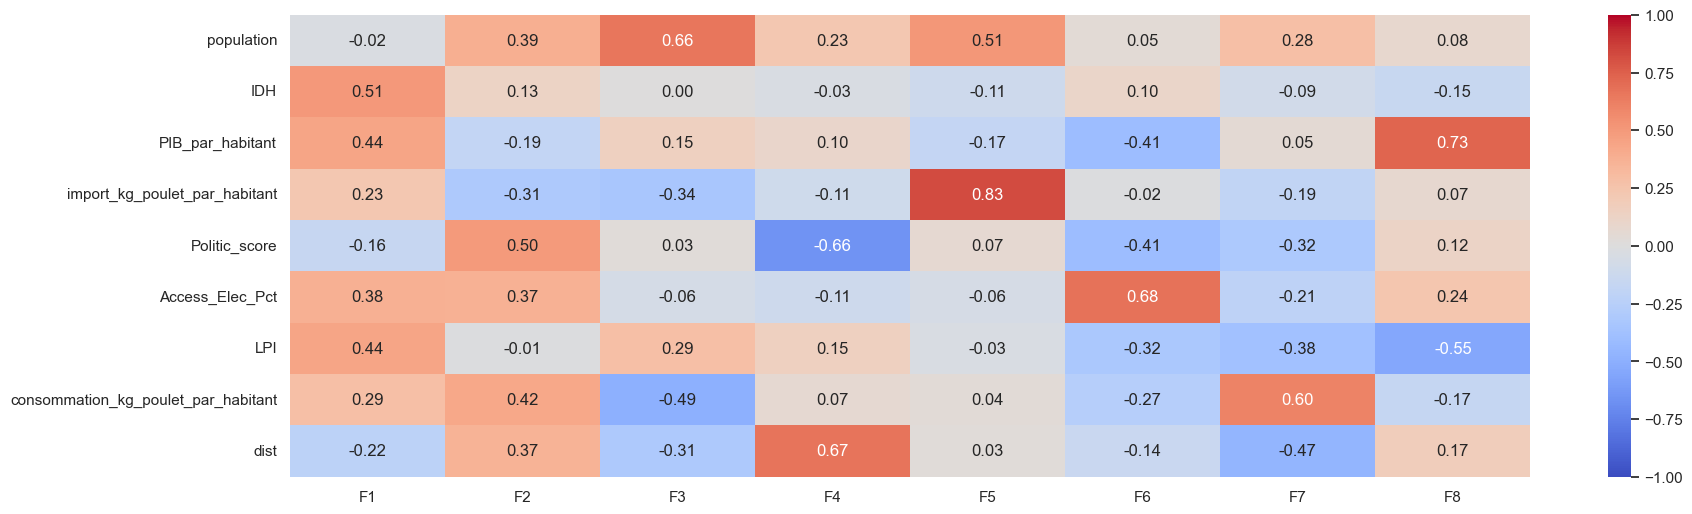 population -0.02 0.39 0.66 0.23 0.51 0.05 0.28 0.08
IDH 0.51 0.13 0.00 -0.03 -0.11 0.10 -0.09 -0.15
PIB_par_habitant 0.44 -0.19 0.15 0.10 -0.17 -0.41 0.05 0.73
import_kg_poulet_par_habitant 0.23 -0.31 -0.34 -0.11 0.83 -0.02 -0.19 0.07
Politic_score -0.16 0.50 0.03 -0.66 0.07 -0.41 -0.32 0.12
Access_Elec_Pct 0.38 0.37 -0.06 -0.11 -0.06 0.68 -0.21 0.24
LPI 0.44 -0.01 0.29 0.15 -0.03 -0.32 -0.38 -0.55
consommation_kg_poulet_par_habitant 0.29 0.42 -0.49 0.07 0.04 -0.27 0.60 -0.17
dist -0.22 0.37 -0.31 0.67 0.03 -0.14 -0.47 0.17
F1 F2 F3 F4 F5 F6 F7 F8
1.00
0.75
0.50
0.25
0.00
−0.25
−0.50
−0.75
−1.00